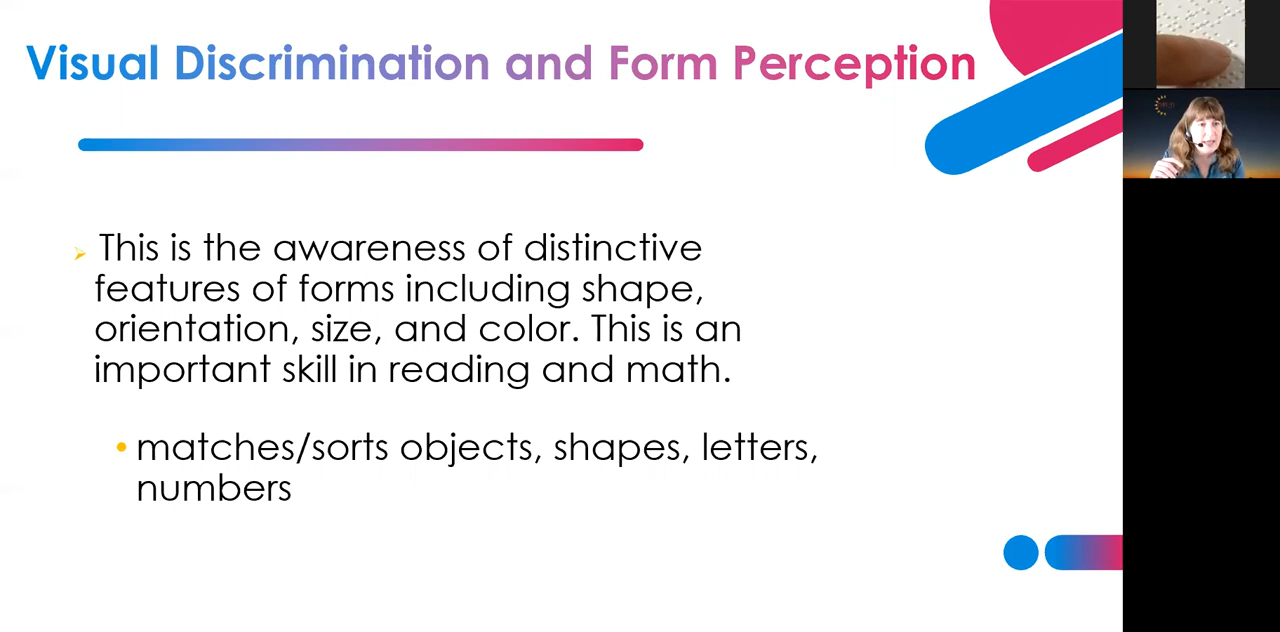 Visual Discrimination and Form Perception
This is the awareness of distinctive
features of forms including shape,
orientation, size, and color. This is an
important skill in reading and math.
matches/sorts objects, shapes, letters,
numbers